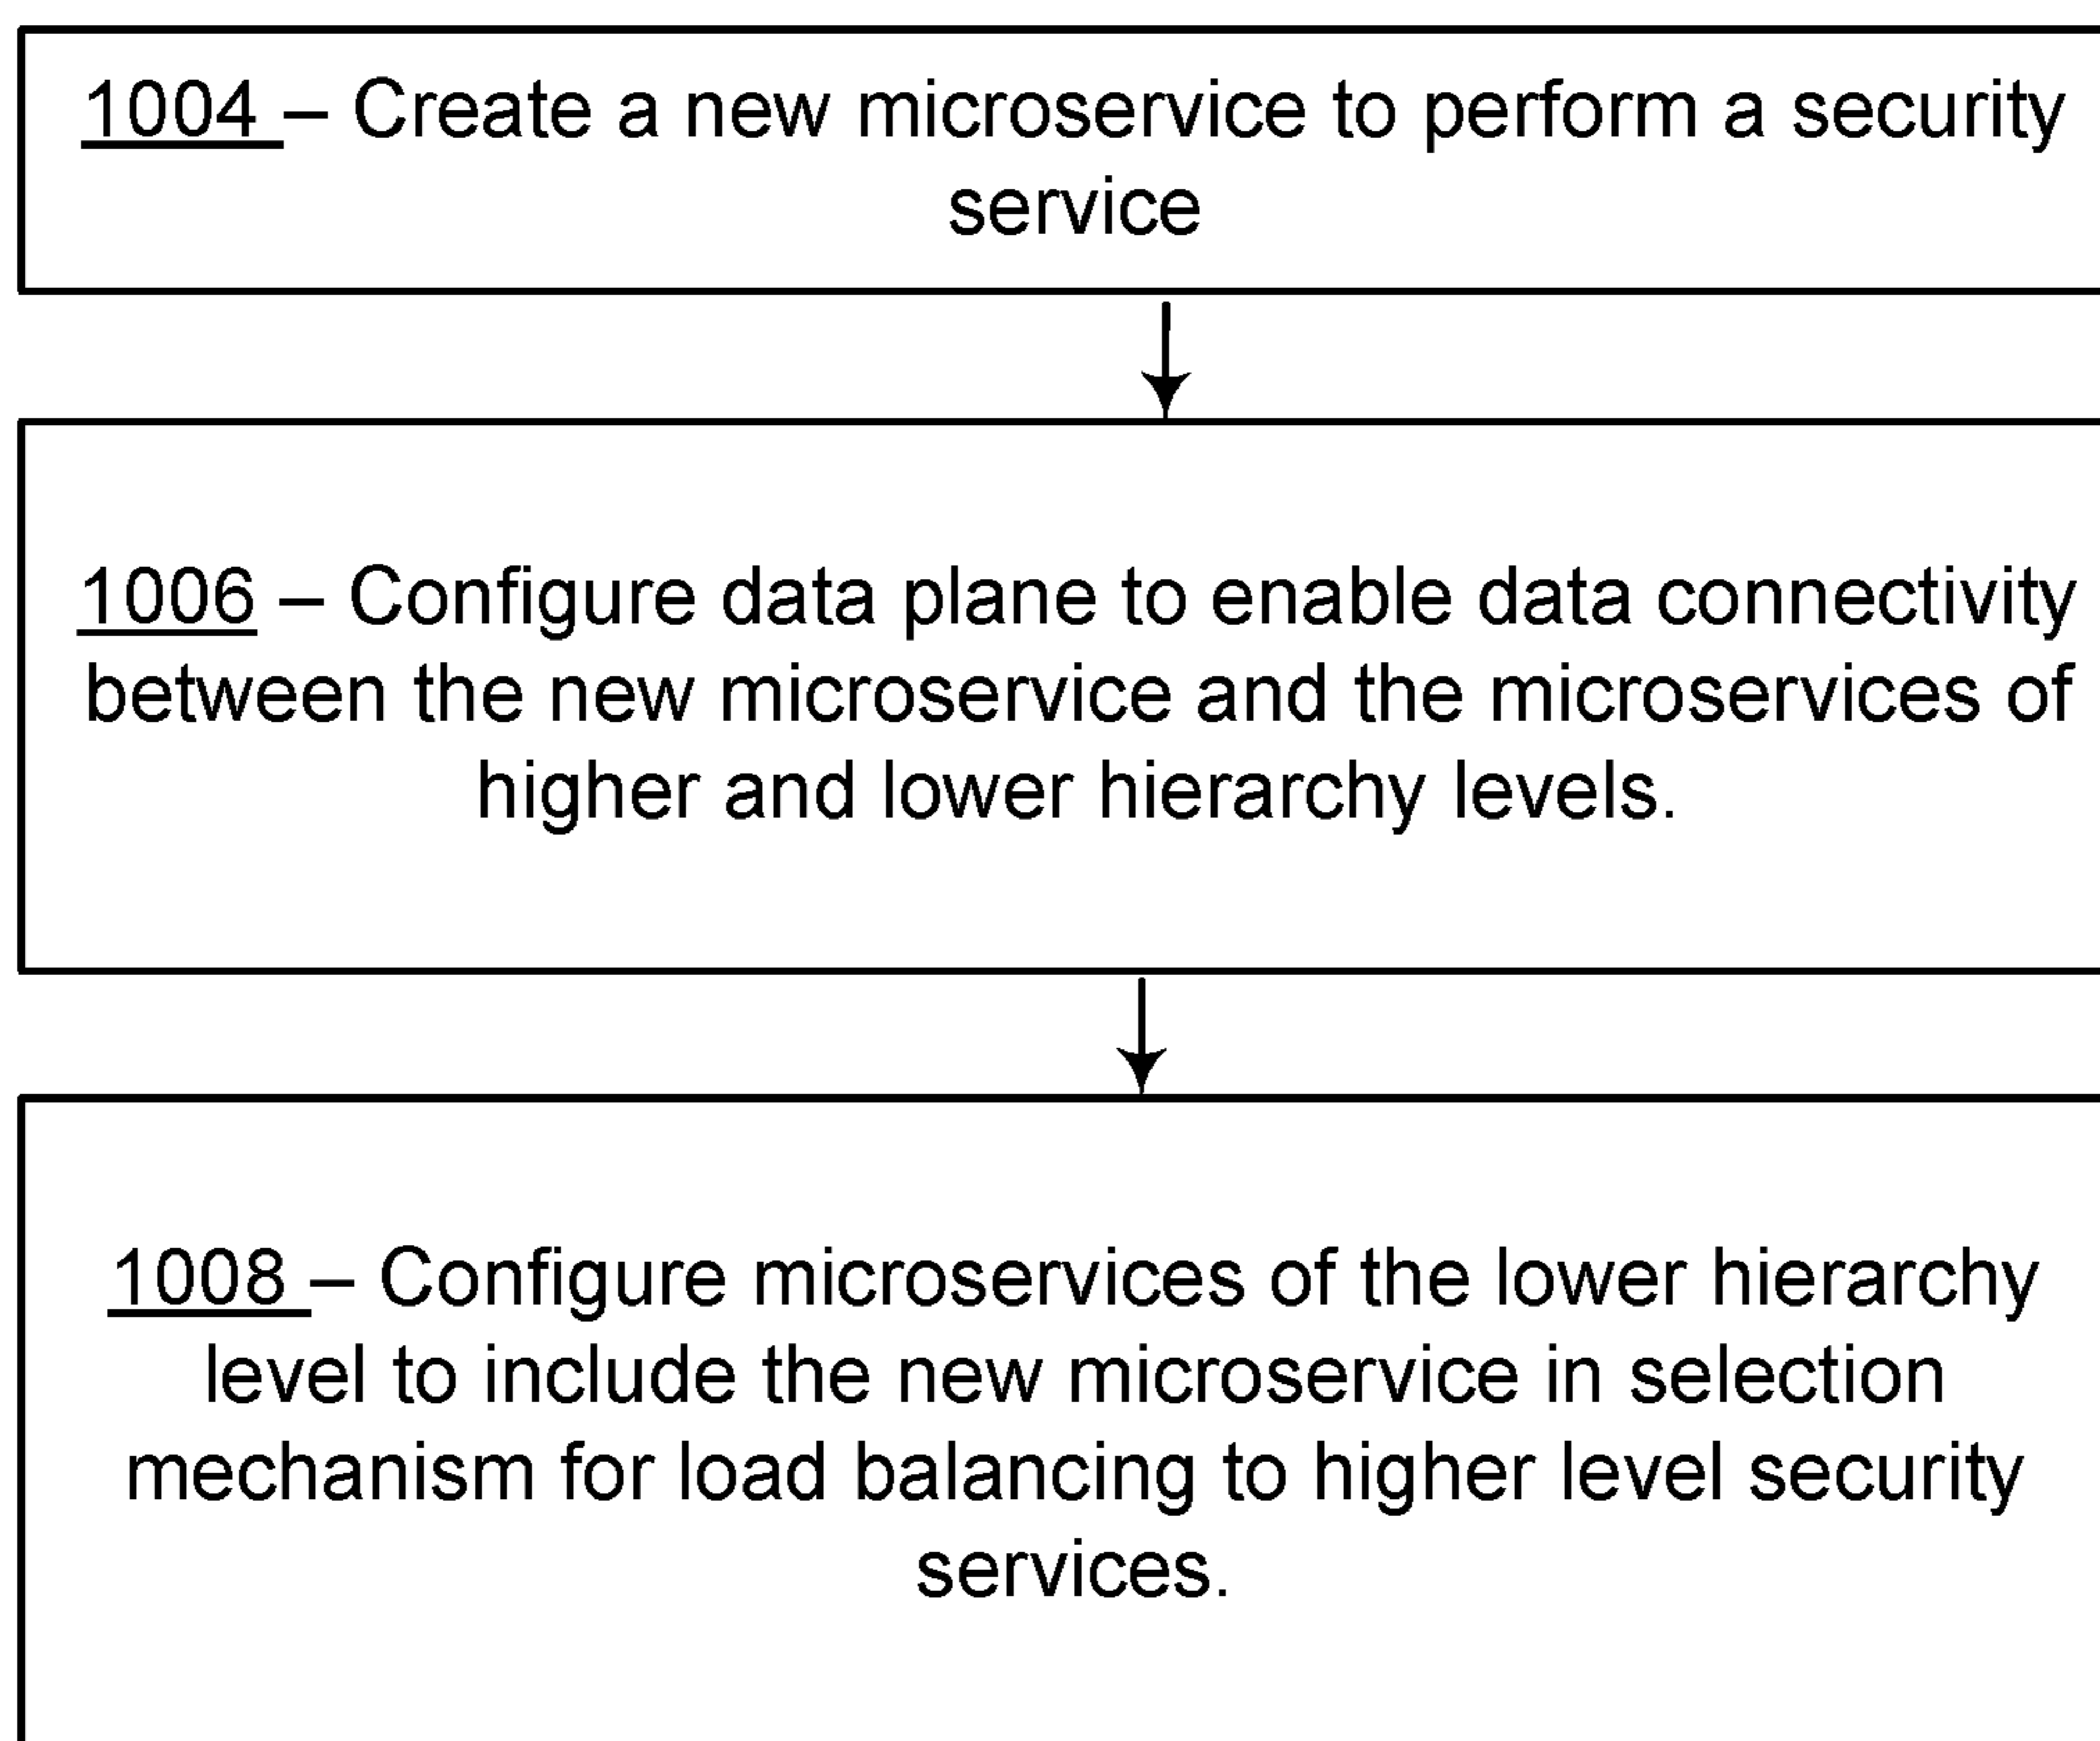 1004 – Create a new microservice to perform a security
service
1006 – Configure data plane to enable data connectivity
between the new microservice and the microservices of
higher and lower hierarchy levels.
1008 – Configure microservices of the lower hierarchy
level to include the new microservice in selection
mechanism for load balancing to higher level security
services.